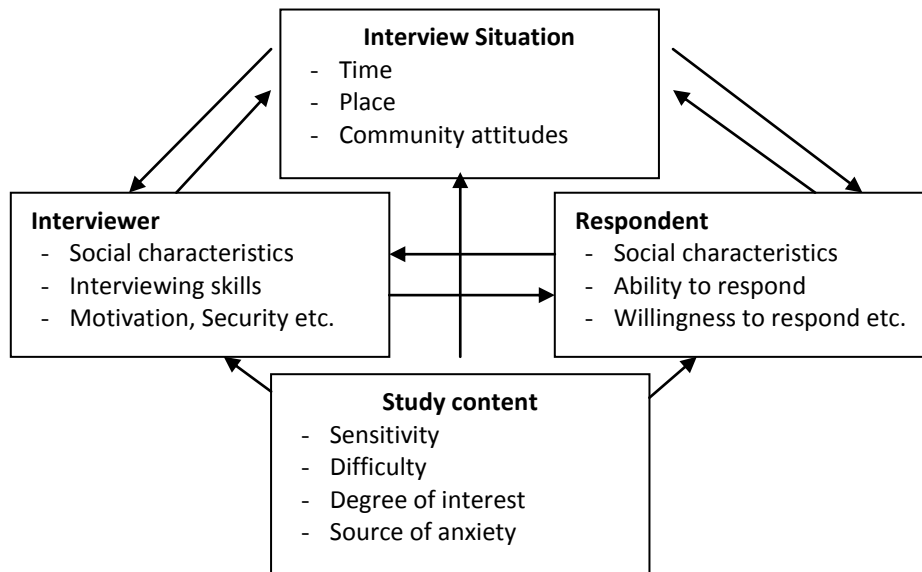 Interview Situation
- Time
- Place
- Community attitudes
Interviewer
- Social characteristics
- Interviewing skills
- Motivation, Security etc.
Respondent
- Social characteristics
- Ability to respond
- Willingness to respond etc.
Study content
- Sensitivity
- Difficulty
- Degree of interest
- Source of anxiety